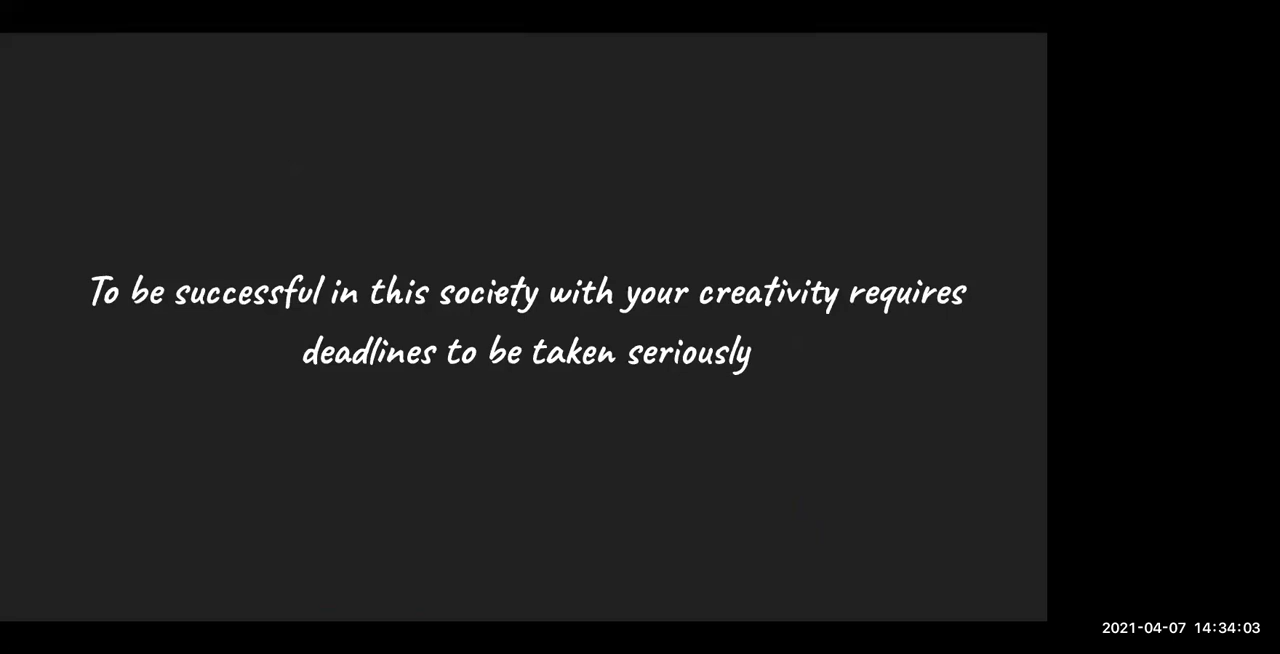 To be successful in this society with your creativity requires
deadlines to be taken seriously
2021-04-07 14:34:03